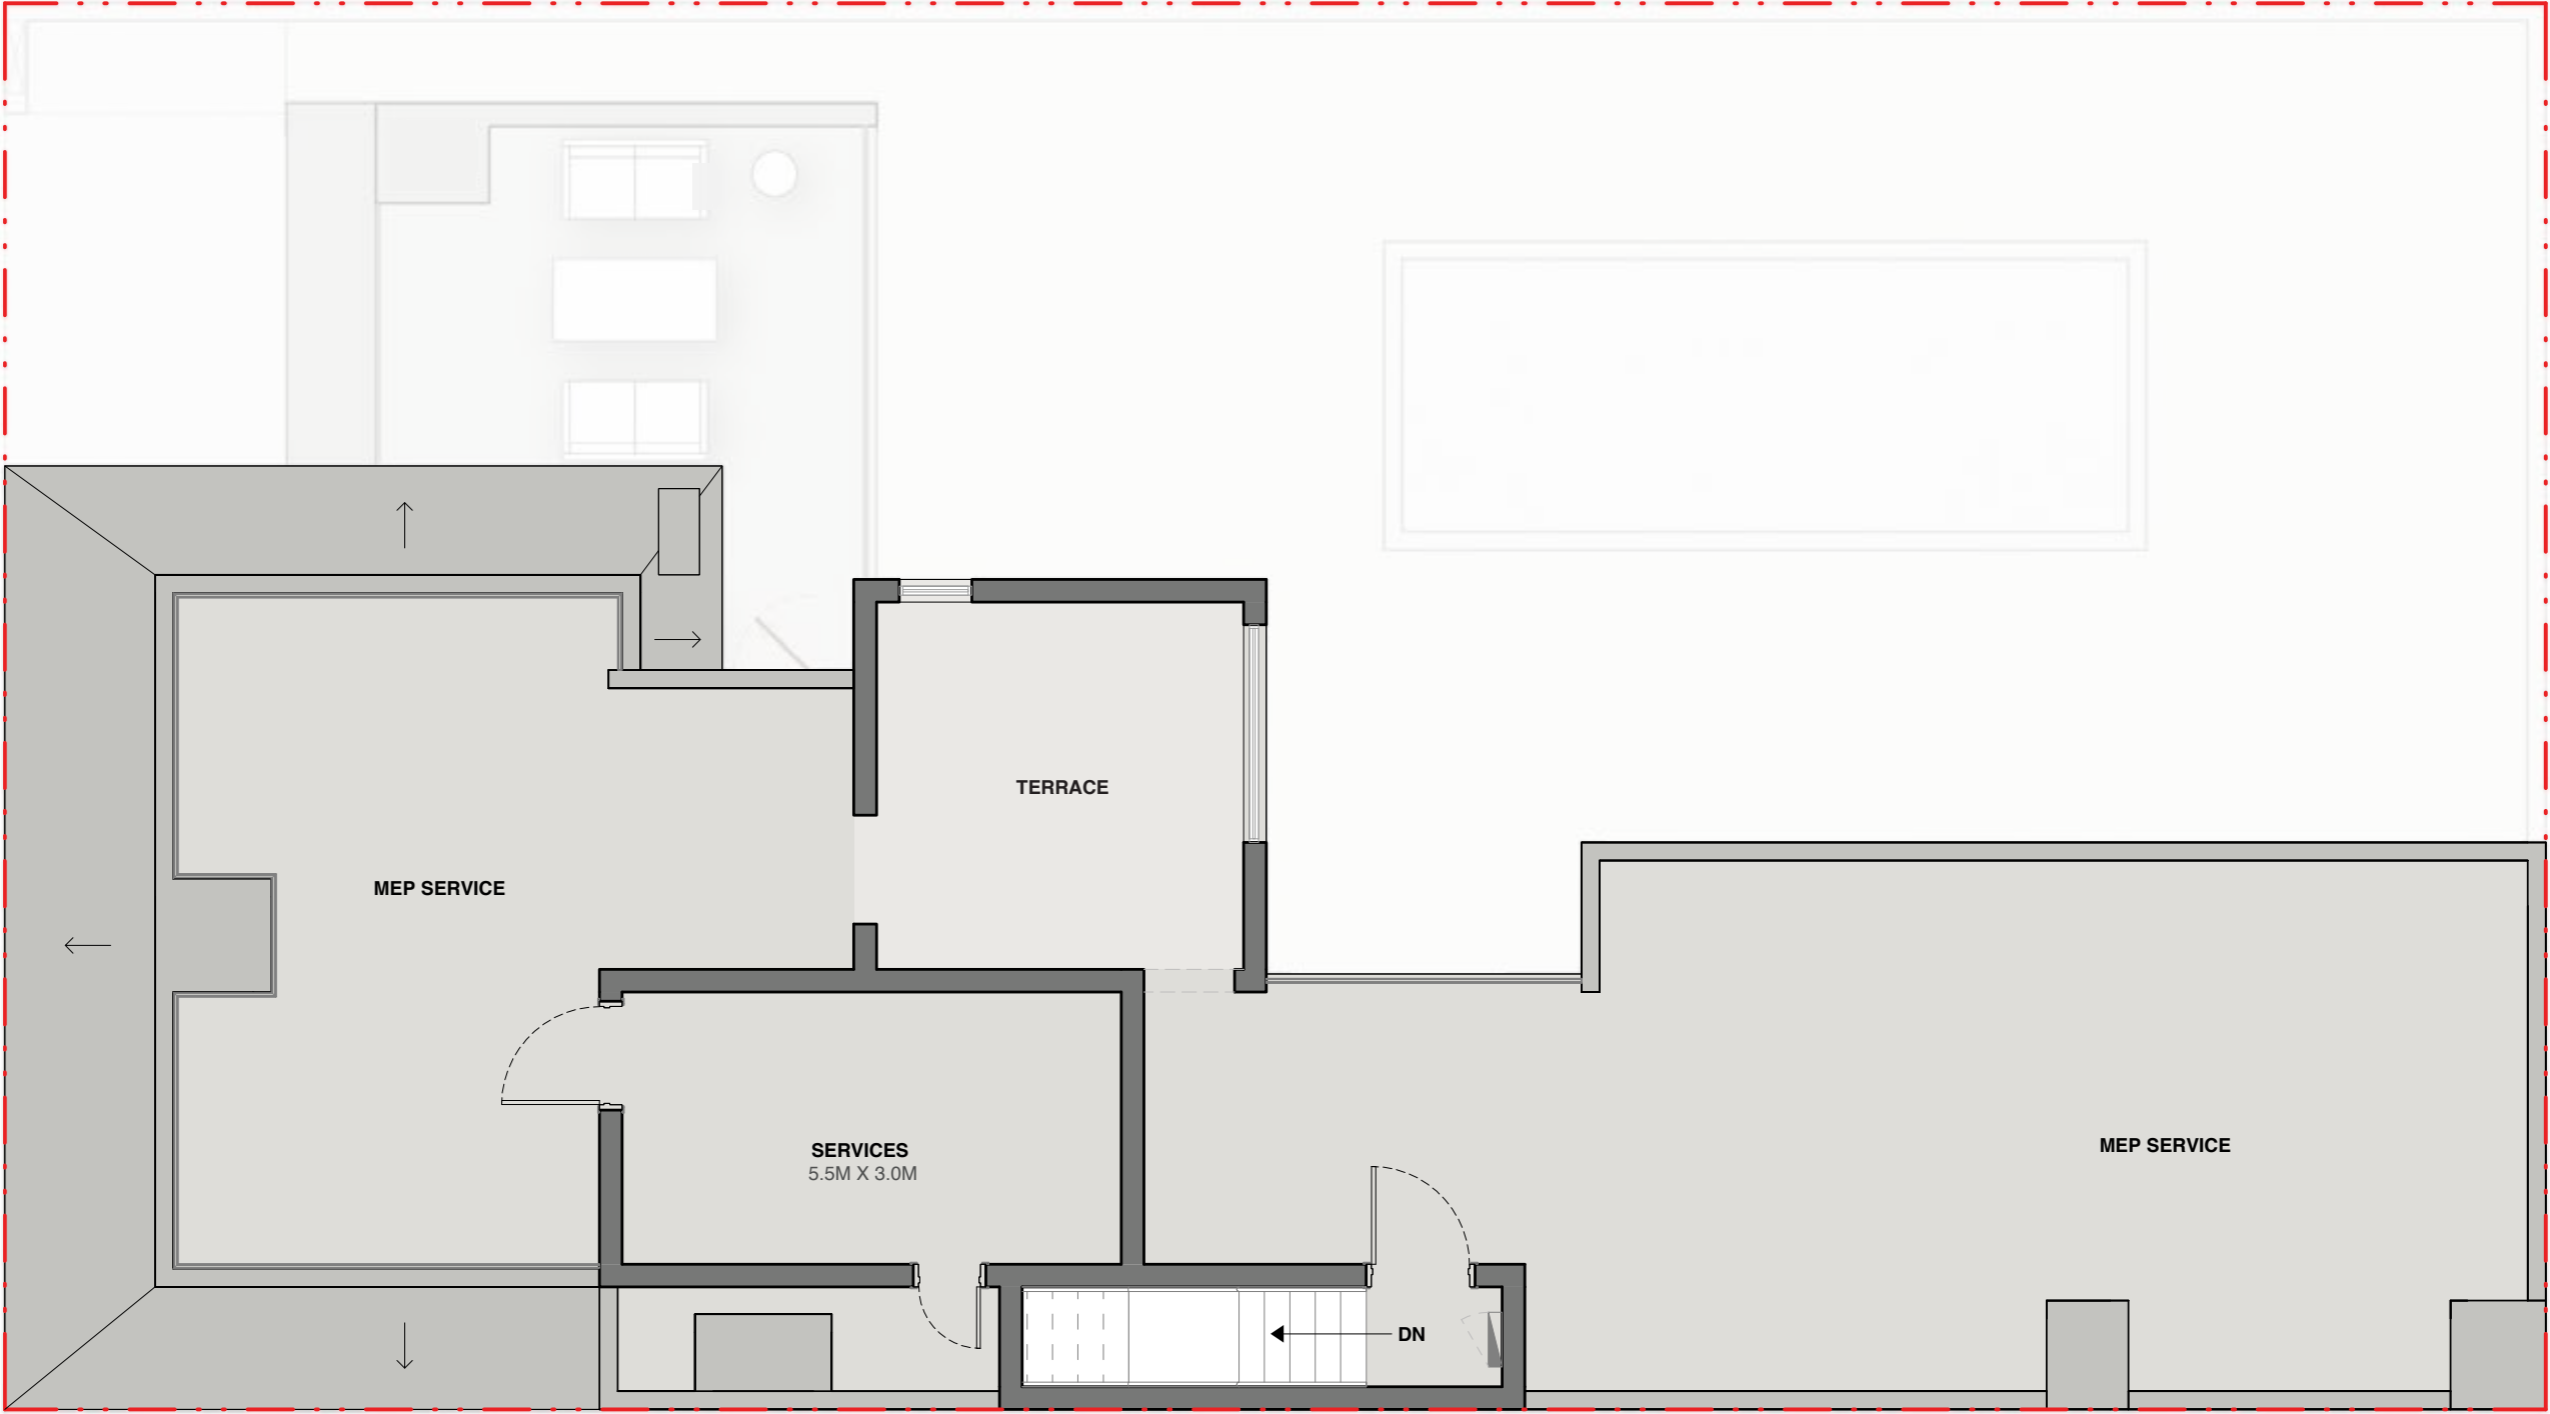 TERRACE
MEP SERVICE
SERVICES
5.5M X 3.0M
MEP SERVICE
DN